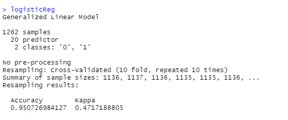 > logisticReg
Generalized Linear Model
1262 samples
20 predictor
2 classes: '0', '1'
No pre-processing
Resampling: Cross-Validated (10 fold, repeated 10 times)
Summary of sample sizes: 1136, 1137, 1136, 1135, 1135, 1136, ...
Resampling results:
Accuracy Kappa
0.950726984127 0.4717188805